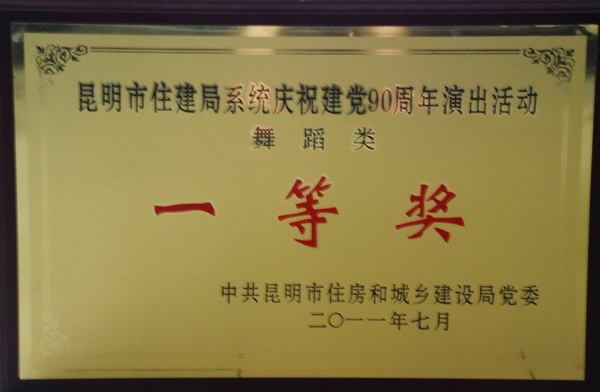 昆明市住建局系统庆祝建党90周年演出活动
舞蹈类
一等奖
中共昆明市住房和城乡建设局党委
二〇一一年七月